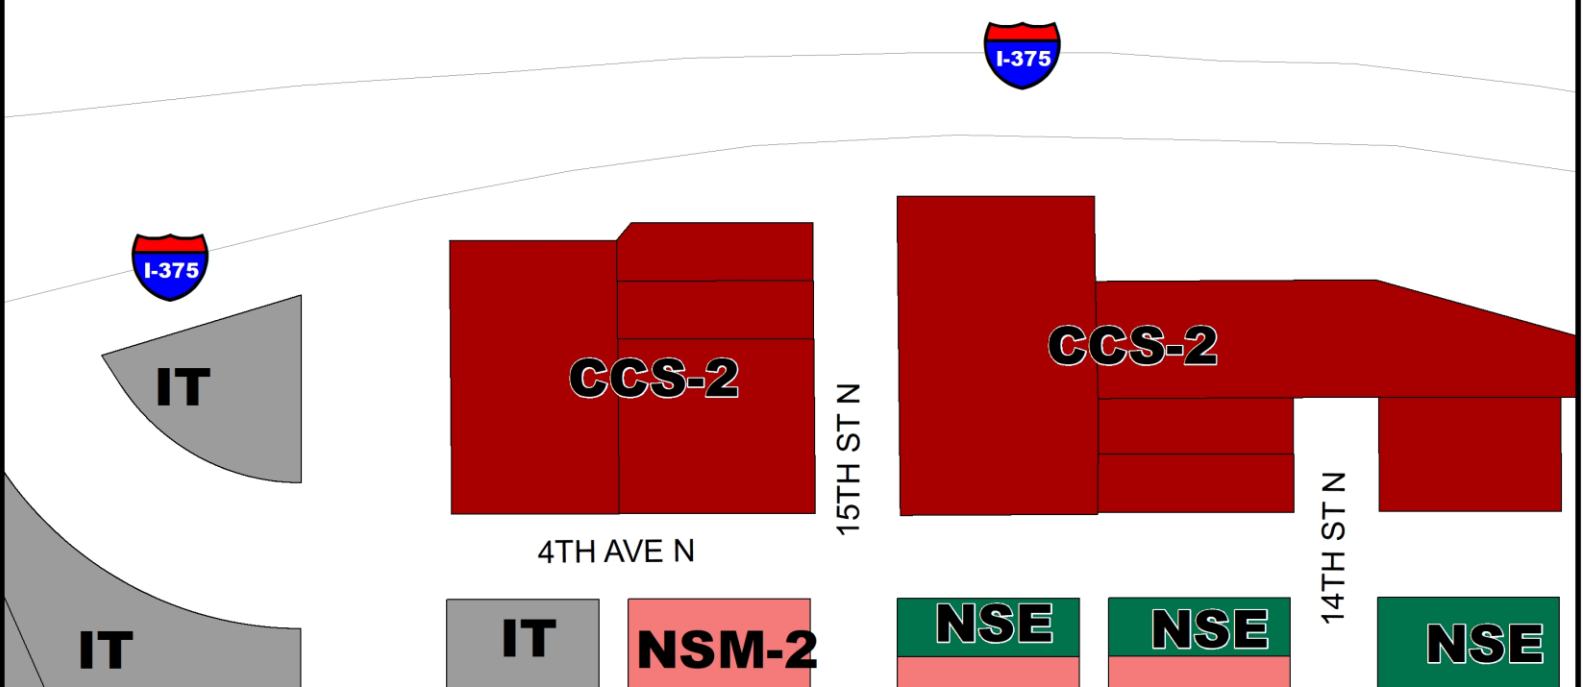 I-375
I-375
CCS-2
CCS-2
IT
15TH ST N
14TH ST N
4TH AVE N
IT
IT
NSM-2
NSE
NSE
NSE